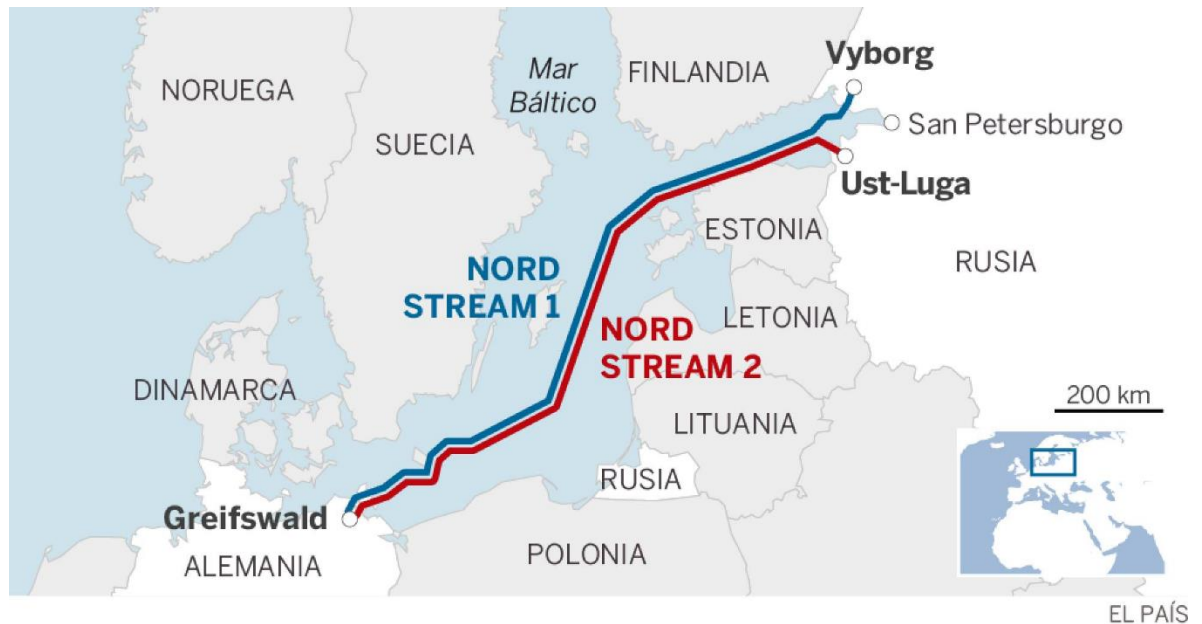 Vyborg
Mar
Báltico
FINLANDIA
NORUEGA
San Petersburgo
SUECIA
Ust-Luga
ESTONIA
RUSIA
NORD
STREAM 1
LETONIA
NORD
STREAM 2
DINAMARCA
200 km
LITUANIA
RUSIA
Greifswald
POLONIA
ALEMANIA
EL PAÍS